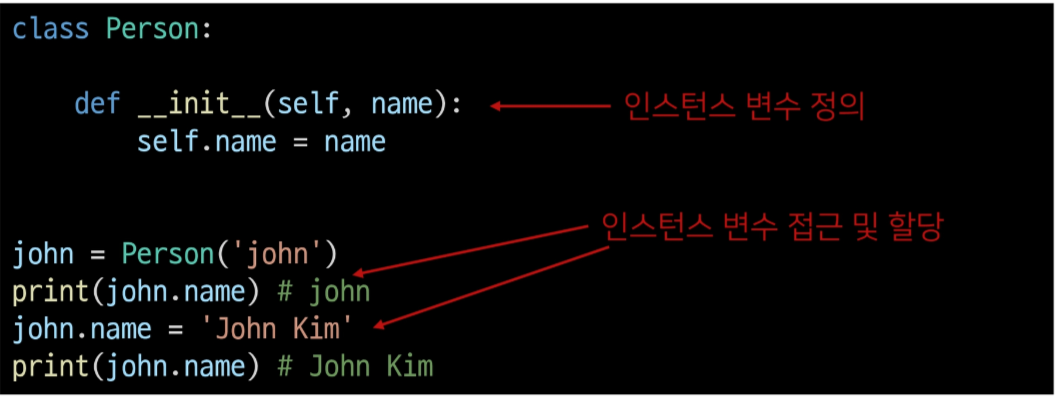 class Person:
def __init__(self, name):
인스턴스 변수 정의
self.name = name
인스턴스 변수 접근 및 할당
john = Person('john')
print(john.name) # john
john.name = 'John Kim'
print(john.name) # John Kim